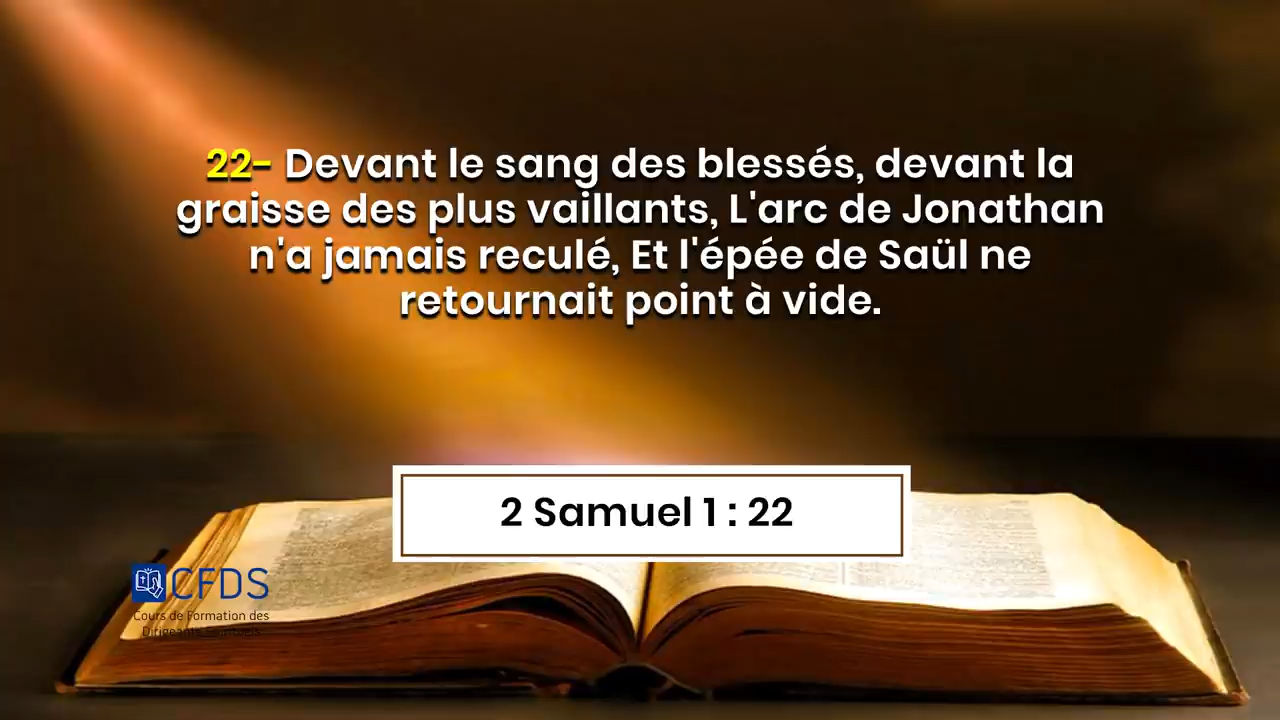 22- Devant le sang des blessés, devant la
graisse des plus vaillants, L'arc de Jonathan
n'a jamais reculé, Et l'épée de Saül ne
retournait point à vide.
2 Samuel 1 : 22
CFDS
Cours de Formation des
Dirigeants